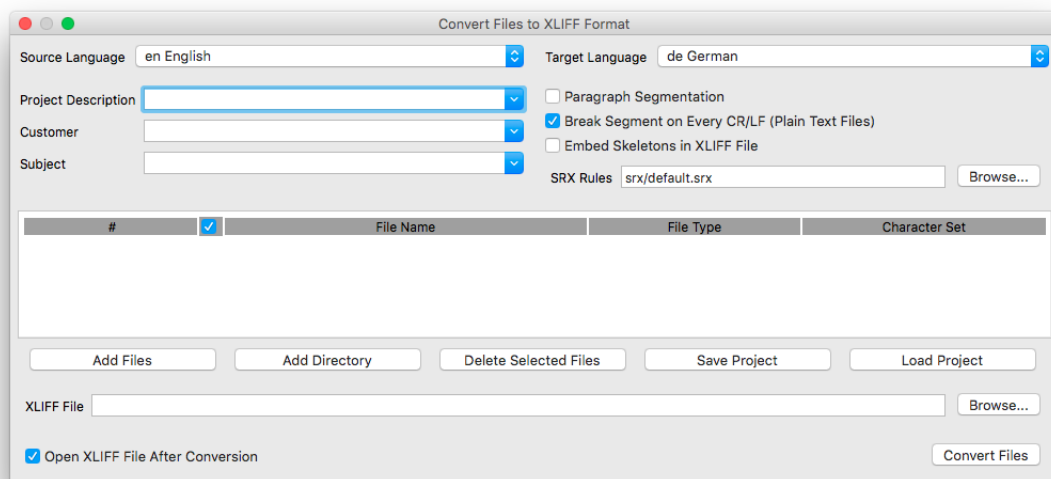 Convert Files to XLIFF Format
Source Language en English Target Language de German
Project Description Paragraph Segmentation
Customer Break Segment on Every CR/LF (Plain Text Files)
Subject Embed Skeletons in XLIFF File
SRX Rules srx/default.srx Browse...
# File Name File Type Character Set
Add Files Add Directory Delete Selected Files Save Project Load Project
XLIFF File Browse...
Open XLIFF File After Conversion Convert Files